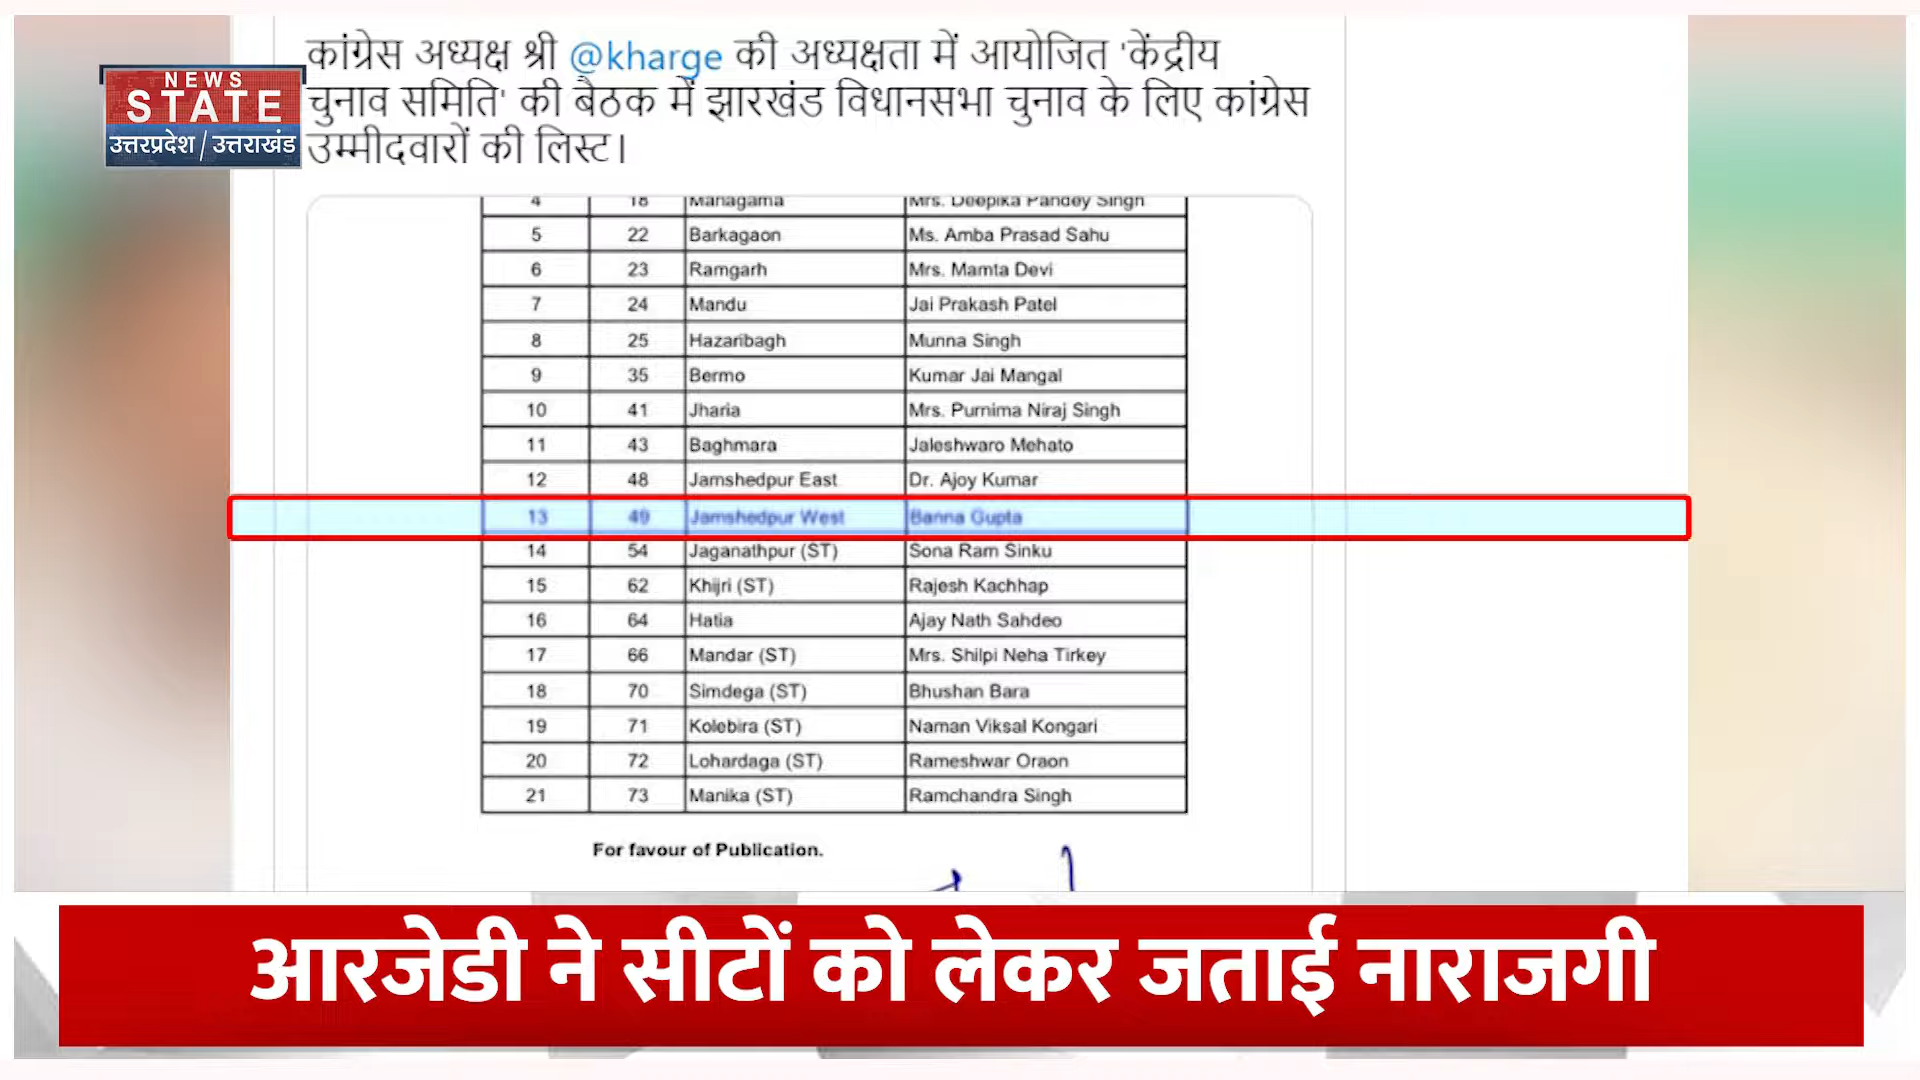 कांग्रेस अध्यक्ष श्री @kharge की अध्यक्षता में आयोजित 'केंद्रीय
चुनाव समिति' की बैठक में झारखंड विधानसभा चुनाव के लिए कांग्रेस
उम्मीदवारों की लिस्ट।
NEWS
STATE
उत्तरप्रदेश / उत्तराखंड
4 18 Mahagama Mrs. Deepika Pandey Singh
5 22 Barkagaon Ms. Amba Prasad Sahu
6 23 Ramgarh Mrs. Mamta Devi
7 24 Mandu Jai Prakash Patel
8 25 Hazaribagh Munna Singh
9 35 Bermo Kumar Jai Mangal
10 41 Jharia Mrs. Purnima Niraj Singh
11 43 Baghmara Jaleshwaro Mehato
12 48 Jamshedpur East Dr. Ajoy Kumar
13 49 Jamshedpur West Banna Gupta
14 54 Jaganathpur (ST) Sona Ram Sinku
15 62 Khijri (ST) Rajesh Kachhap
16 64 Hatia Ajay Nath Sahdeo
17 66 Mandar (ST) Mrs. Shilpi Neha Tirkey
18 70 Simdega (ST) Bhushan Bara
19 71 Kolebira (ST) Naman Viksal Kongari
20 72 Lohardaga (ST) Rameshwar Oraon
21 73 Manika (ST) Ramchandra Singh
For favour of Publication.
आरजेडी ने सीटों को लेकर जताई नाराजगी